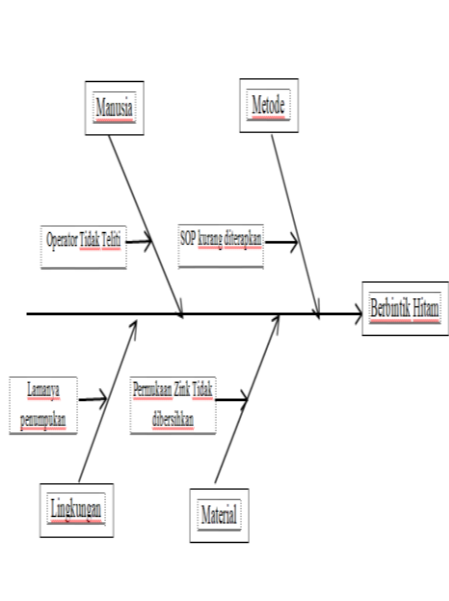 Manusia
Metode
Operator Tidak Teliti
SOP kurang diterapkan
Berbintik Hitam
Lamanya
penumpukan
Permukaan Zink Tidak
dibersihkan
Lingkungan
Material